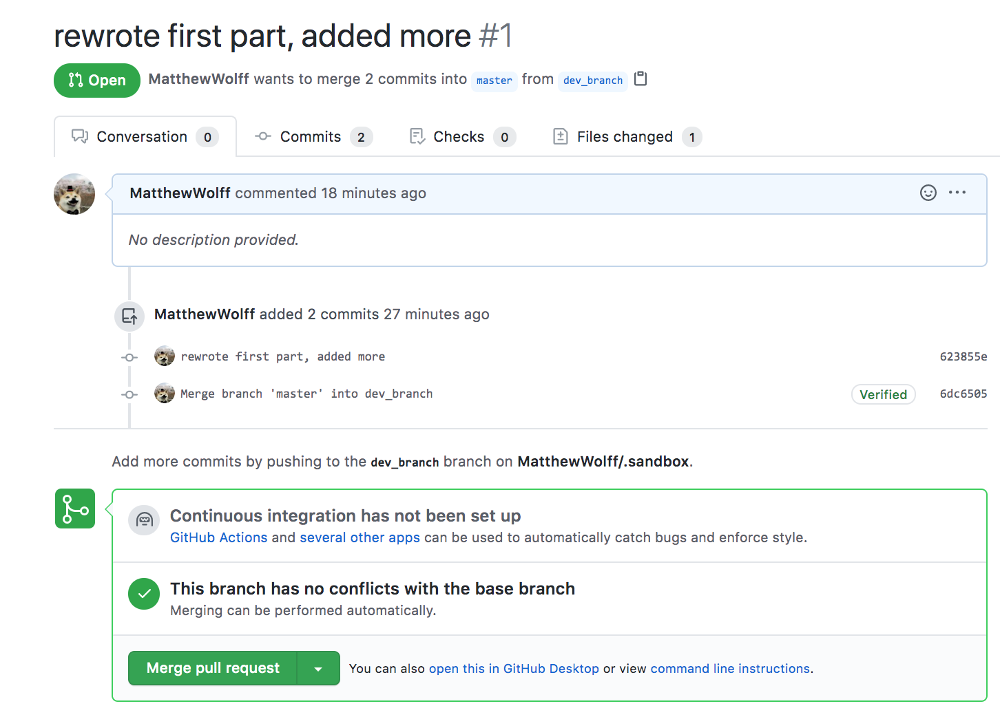 rewrote first part, added more #1
Open MatthewWolff wants to merge 2 commits into master from dev_branch
Conversation 0 Commits 2 Checks 0 Files changed 1
MatthewWolff commented 18 minutes ago
No description provided.
MatthewWolff added 2 commits 27 minutes ago
rewrote first part, added more 623855e
Merge branch 'master' into dev_branch Verified 6dc6505
Add more commits by pushing to the dev_branch branch on MatthewWolff/.sandbox.
Continuous integration has not been set up
GitHub Actions and several other apps can be used to automatically catch bugs and enforce style.
This branch has no conflicts with the base branch
Merging can be performed automatically.
Merge pull request You can also open this in GitHub Desktop or view command line instructions.